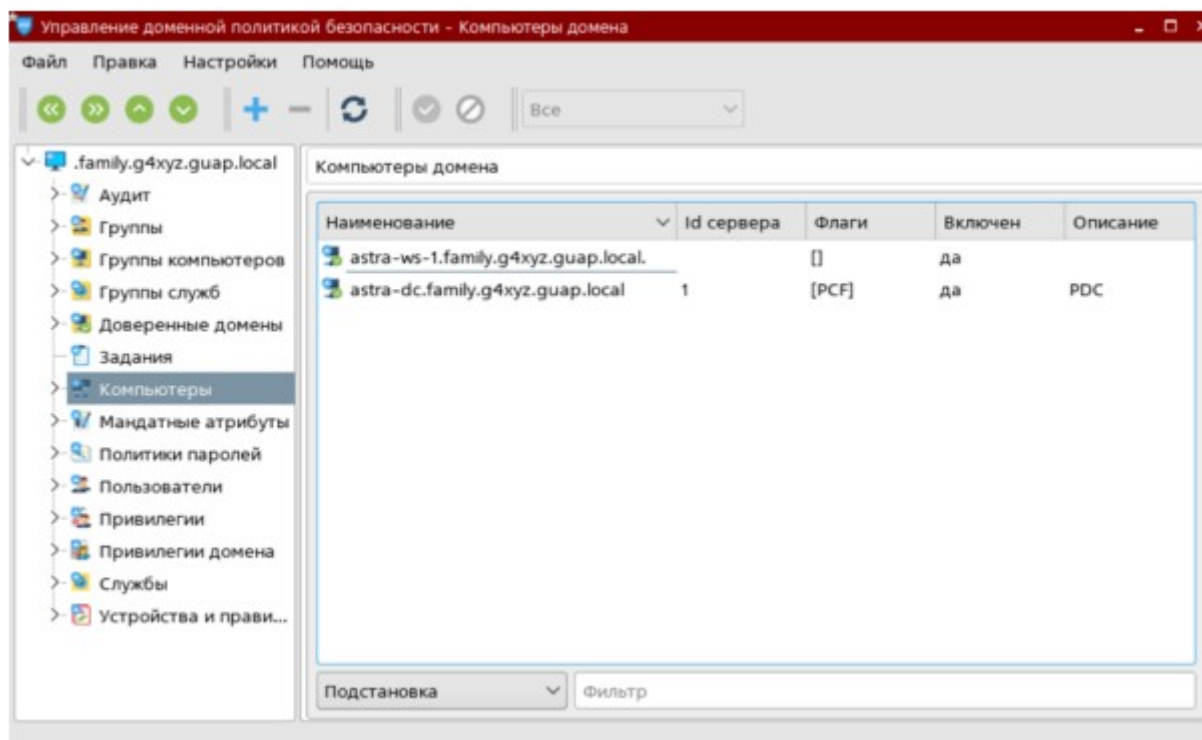 Управление доменной политикой безопасности – Компьютеры домена
Файл Правка Настройки Помощь
Все
.family.g4xyz.guap.local
Аудит
Группы
Группы компьютеров
Группы служб
Доверенные домены
Задания
Компьютеры
Мандатные атрибуты
Политики паролей
Пользователи
Привилегии
Привилегии домена
Службы
Устройства и прави...
Компьютеры домена
Наименование Id сервера Флаги Включен Описание
astra-ws-1.family.g4xyz.guap.local. [] да
astra-dc.family.g4xyz.guap.local 1 [PCF] да PDC
Подстановка Фильтр